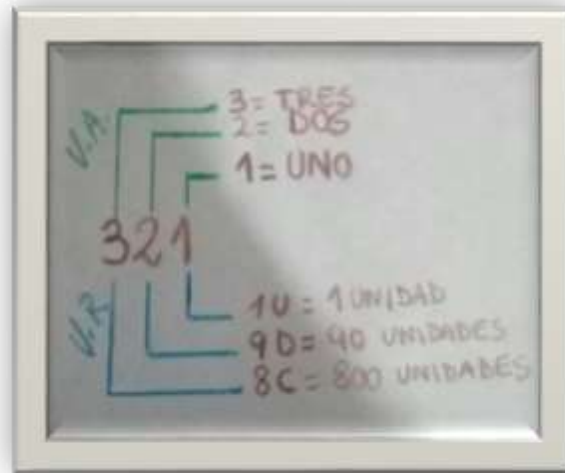 V.A.
3= TRES
2= DOS
1= UNO
321
V.R
1U = 1 UNIDAD
9D= 90 UNIDADES
8C= 800 UNIDADES